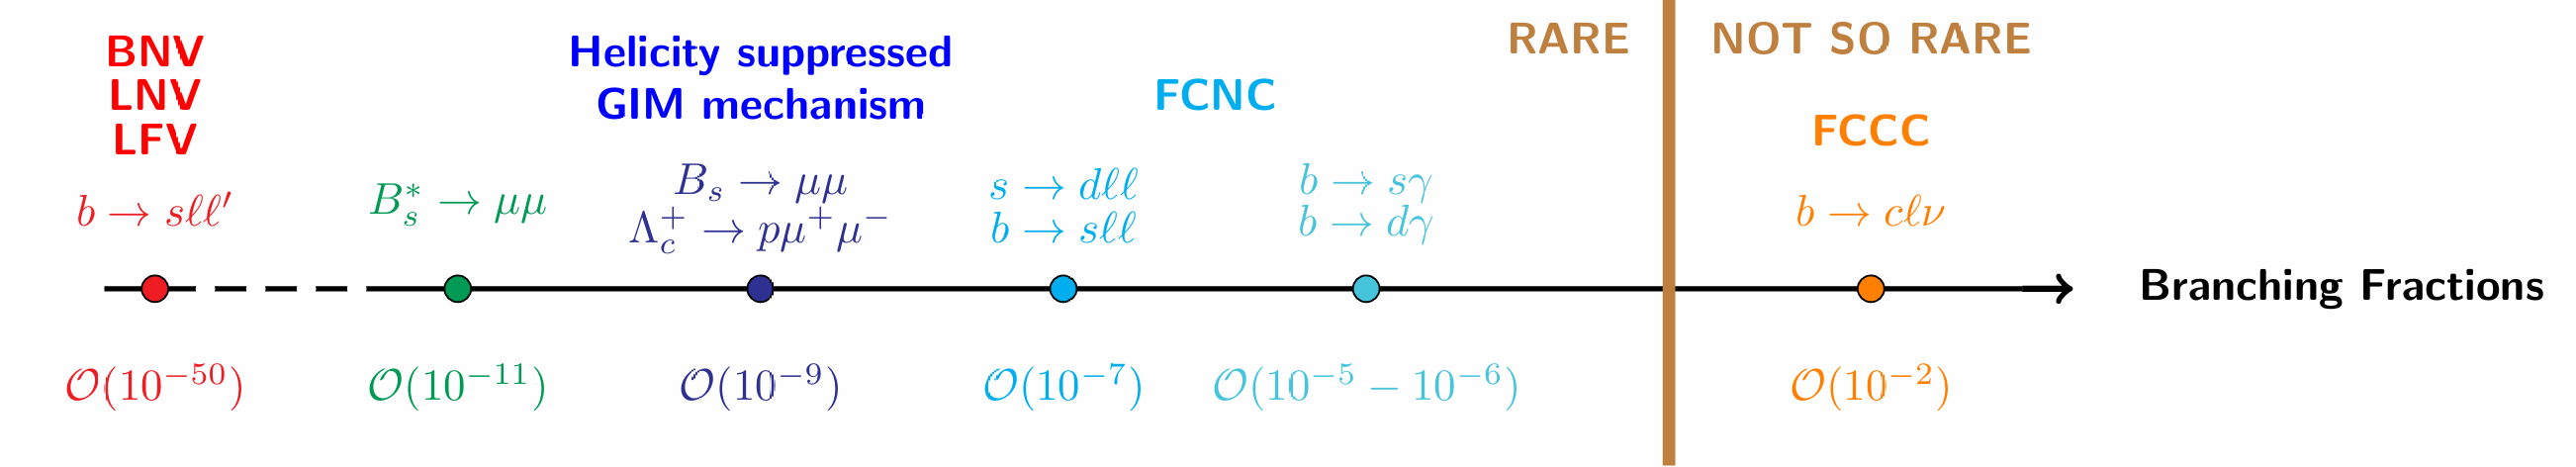 BNV
LNV
LFV
b → sℓℓ′
O(10⁻⁵⁰)
B*ₛ → μμ
O(10⁻¹¹)
Helicity suppressed
GIM mechanism
Bₛ → μμ
Λ_c⁺ → pμ⁺μ⁻
O(10⁻⁹)
FCNC
s → dℓℓ
b → sℓℓ
O(10⁻⁷)
b → sγ
b → dγ
O(10⁻⁵ – 10⁻⁶)
RARE
NOT SO RARE
FCCC
b → cℓν
O(10⁻²)
Branching Fractions